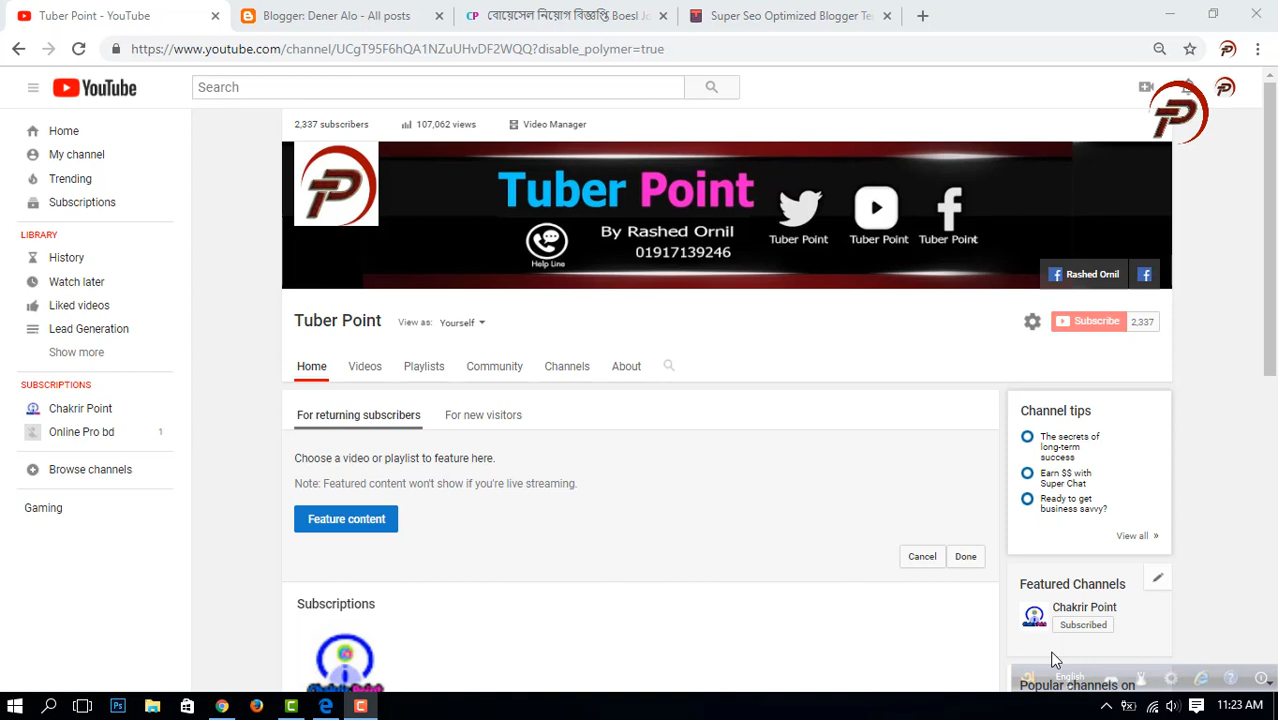 Tuber Point - YouTube
Blogger: Dener Alo - All posts
বোয়েসেল নিয়োগ বিজ্ঞপ্তি Boesl Jo
Super Seo Optimized Blogger Te
https://www.youtube.com/channel/UCgT95F6hQA1NZuUHvDF2WQQ?disable_polymer=true
YouTube
Search
2,337 subscribers
107,062 views
Video Manager
Home
My channel
Trending
Subscriptions
LIBRARY
History
Watch later
Liked videos
Lead Generation
Show more
SUBSCRIPTIONS
Chakrir Point
Online Pro bd 1
Browse channels
Gaming
Tuber Point
By Rashed Ornil
01917139246
Help Line
Tuber Point
Tuber Point
Tuber Point
Rashed Ornil
Tuber Point
View as: Yourself
Subscribe 2,337
Home Videos Playlists Community Channels About
For returning subscribers For new visitors
Choose a video or playlist to feature here.
Note: Featured content won't show if you're live streaming.
Feature content
Cancel Done
Subscriptions
Channel tips
The secrets of
long-term
success
Earn $$ with
Super Chat
Ready to get
business savvy?
View all »
Featured Channels
Chakrir Point
Subscribed
Popular channels on
English
11:23 AM